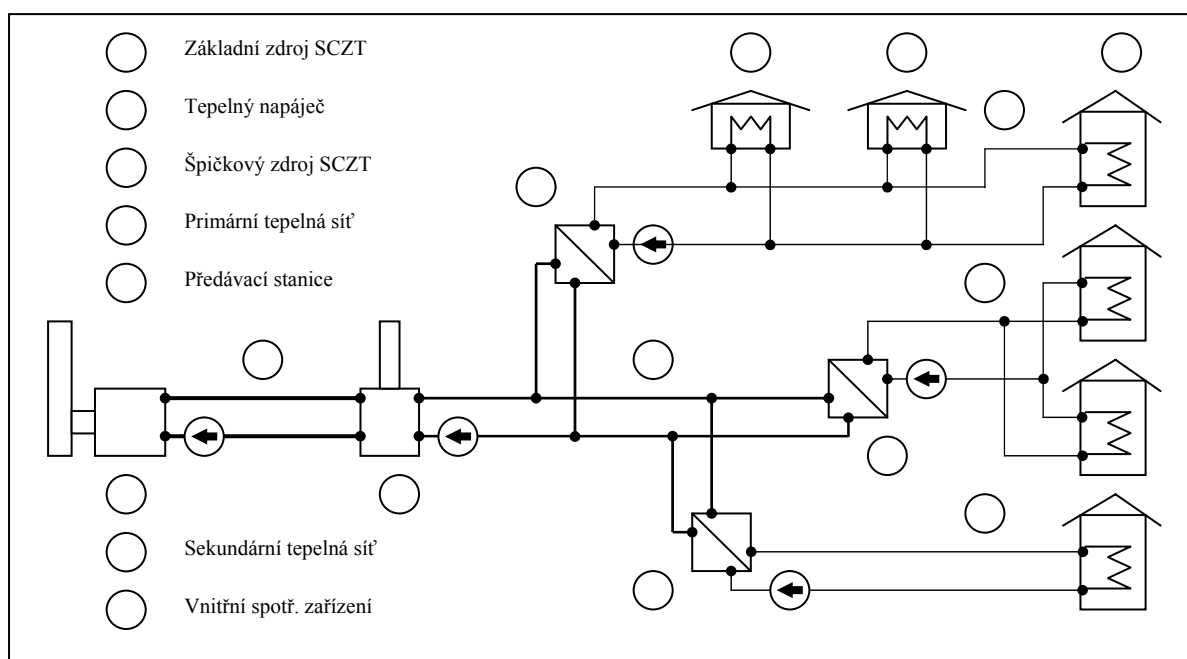 Základní zdroj SCZT
Tepelný napáječ
Špičkový zdroj SCZT
Primární tepelná síť
Předávací stanice
Sekundární tepelná síť
Vnitřní spotř. zařízení